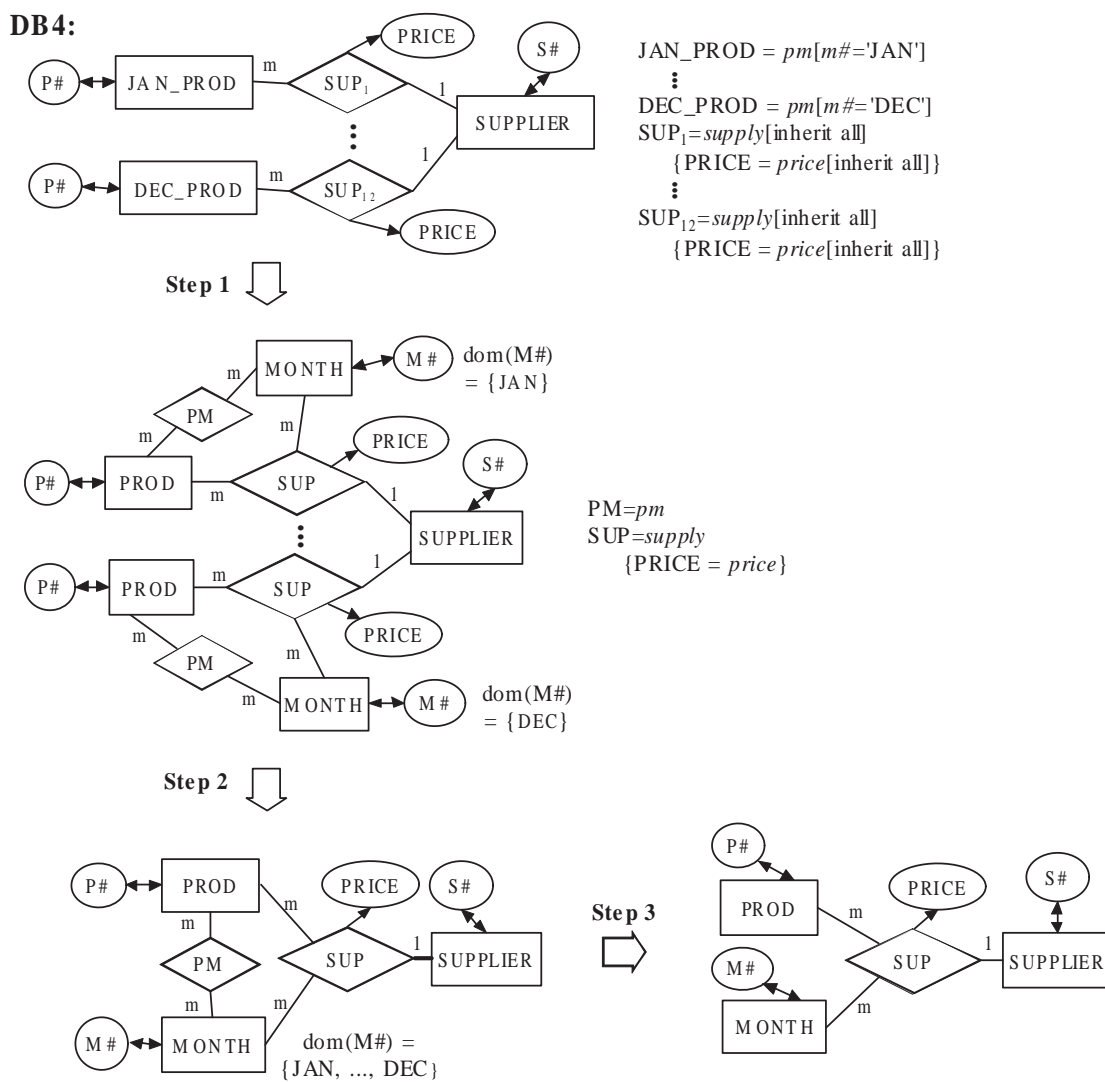 DB4:
PRICE
S#
P#
JAN_PROD
m
SUP₁
1
SUPPLIER
1
P#
DEC_PROD
m
SUP₁₂
PRICE
JAN_PROD = pm[m#='JAN']
DEC_PROD = pm[m#='DEC']
SUP₁=supply[inherit all]
{PRICE = price[inherit all]}
SUP₁₂=supply[inherit all]
{PRICE = price[inherit all]}
Step 1
MONTH
M#
dom(M#)
= {JAN}
m
PM
m
m
PRICE
S#
P#
PROD
m
SUP
1
SUPPLIER
PM=pm
SUP=supply
{PRICE = price}
P#
PROD
m
SUP
1
PRICE
m
PM
m
m
MONTH
M#
dom(M#)
= {DEC}
Step 2
P#
PROD
m
m
PRICE
S#
PM
SUP
1
SUPPLIER
m
m
M#
MONTH
dom(M#) =
{JAN, ..., DEC}
Step 3
P#
PROD
m
PRICE
S#
M#
SUP
1
SUPPLIER
MONTH
m